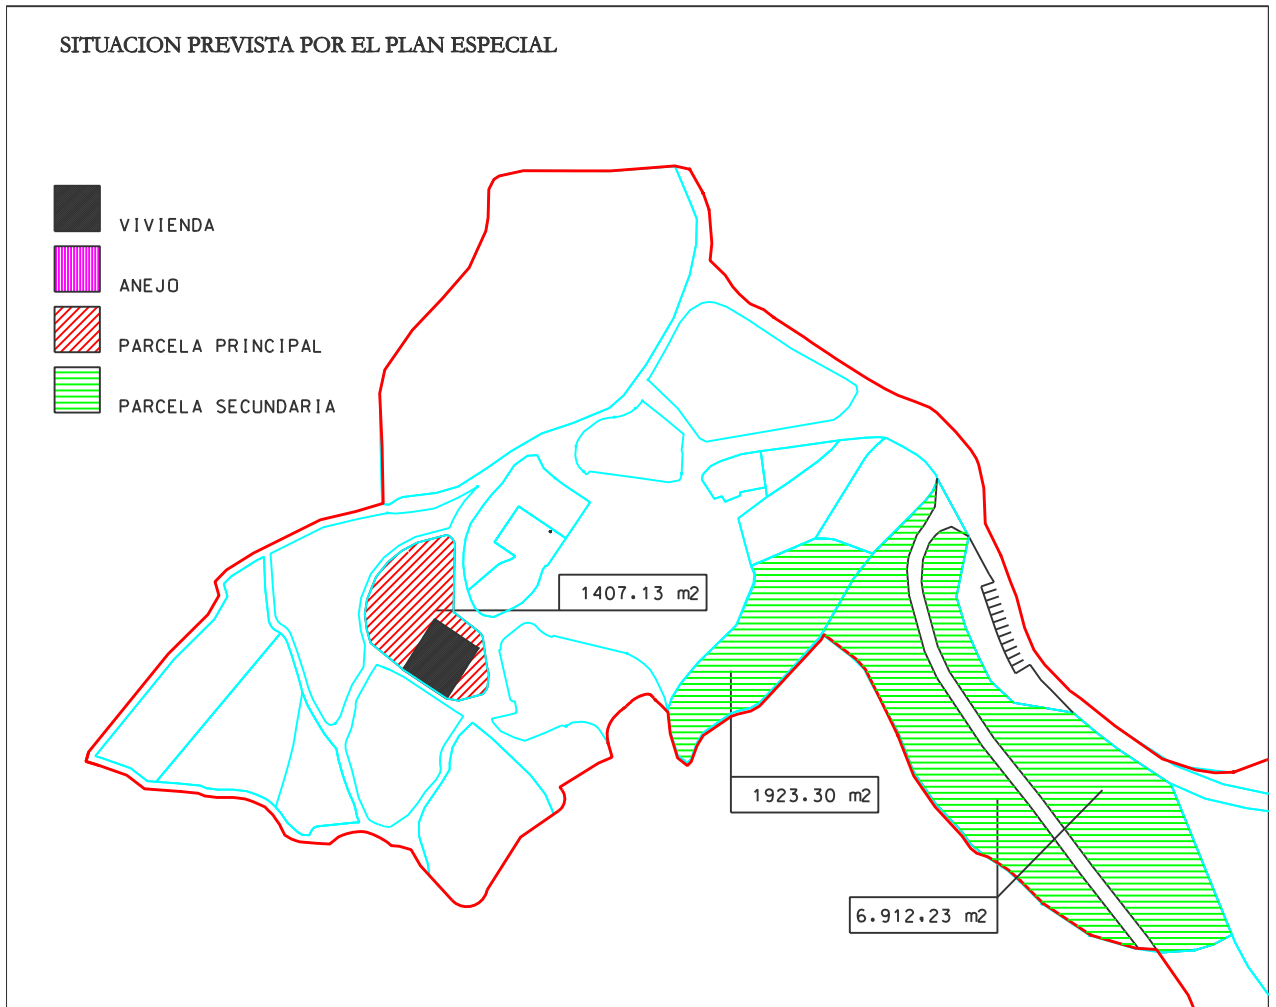 SITUACION PREVISTA POR EL PLAN ESPECIAL
VIVIENDA
ANEJO
PARCELA PRINCIPAL
PARCELA SECUNDARIA
1407.13 m2
1923.30 m2
6.912.23 m2